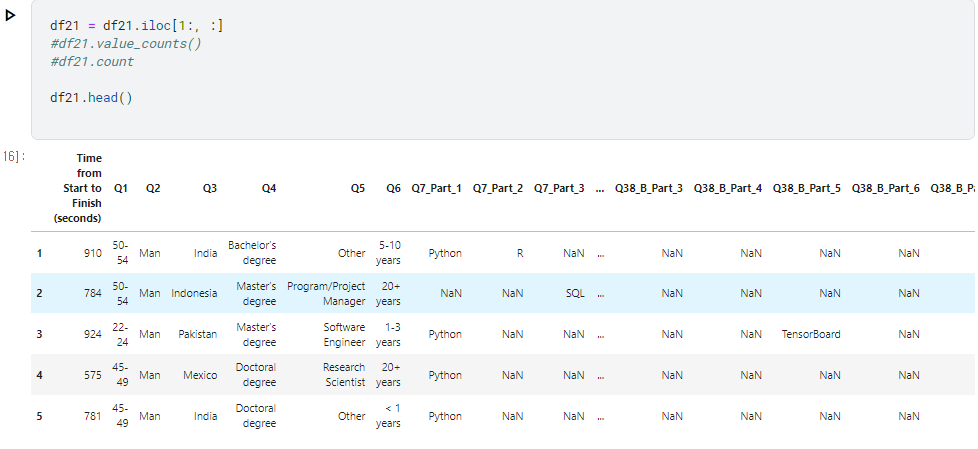 df21 = df21.iloc[1:, :]
#df21.value_counts()
#df21.count
df21.head()
16]:
Time from Start to Finish (seconds) Q1 Q2 Q3 Q4 Q5 Q6 Q7_Part_1 Q7_Part_2 Q7_Part_3 ... Q38_B_Part_3 Q38_B_Part_4 Q38_B_Part_5 Q38_B_Part_6 Q38_B_Pa
1 910 50-54 Man India Bachelor's degree Other 5-10 years Python R NaN ... NaN NaN NaN NaN
2 784 50-54 Man Indonesia Master's degree Program/Project Manager 20+ years NaN NaN SQL ... NaN NaN NaN NaN
3 924 22-24 Man Pakistan Master's degree Software Engineer 1-3 years Python NaN NaN ... NaN NaN TensorBoard NaN
4 575 45-49 Man Mexico Doctoral degree Research Scientist 20+ years Python NaN NaN ... NaN NaN NaN NaN
5 781 45-49 Man India Doctoral degree Other < 1 years Python NaN NaN ... NaN NaN NaN NaN